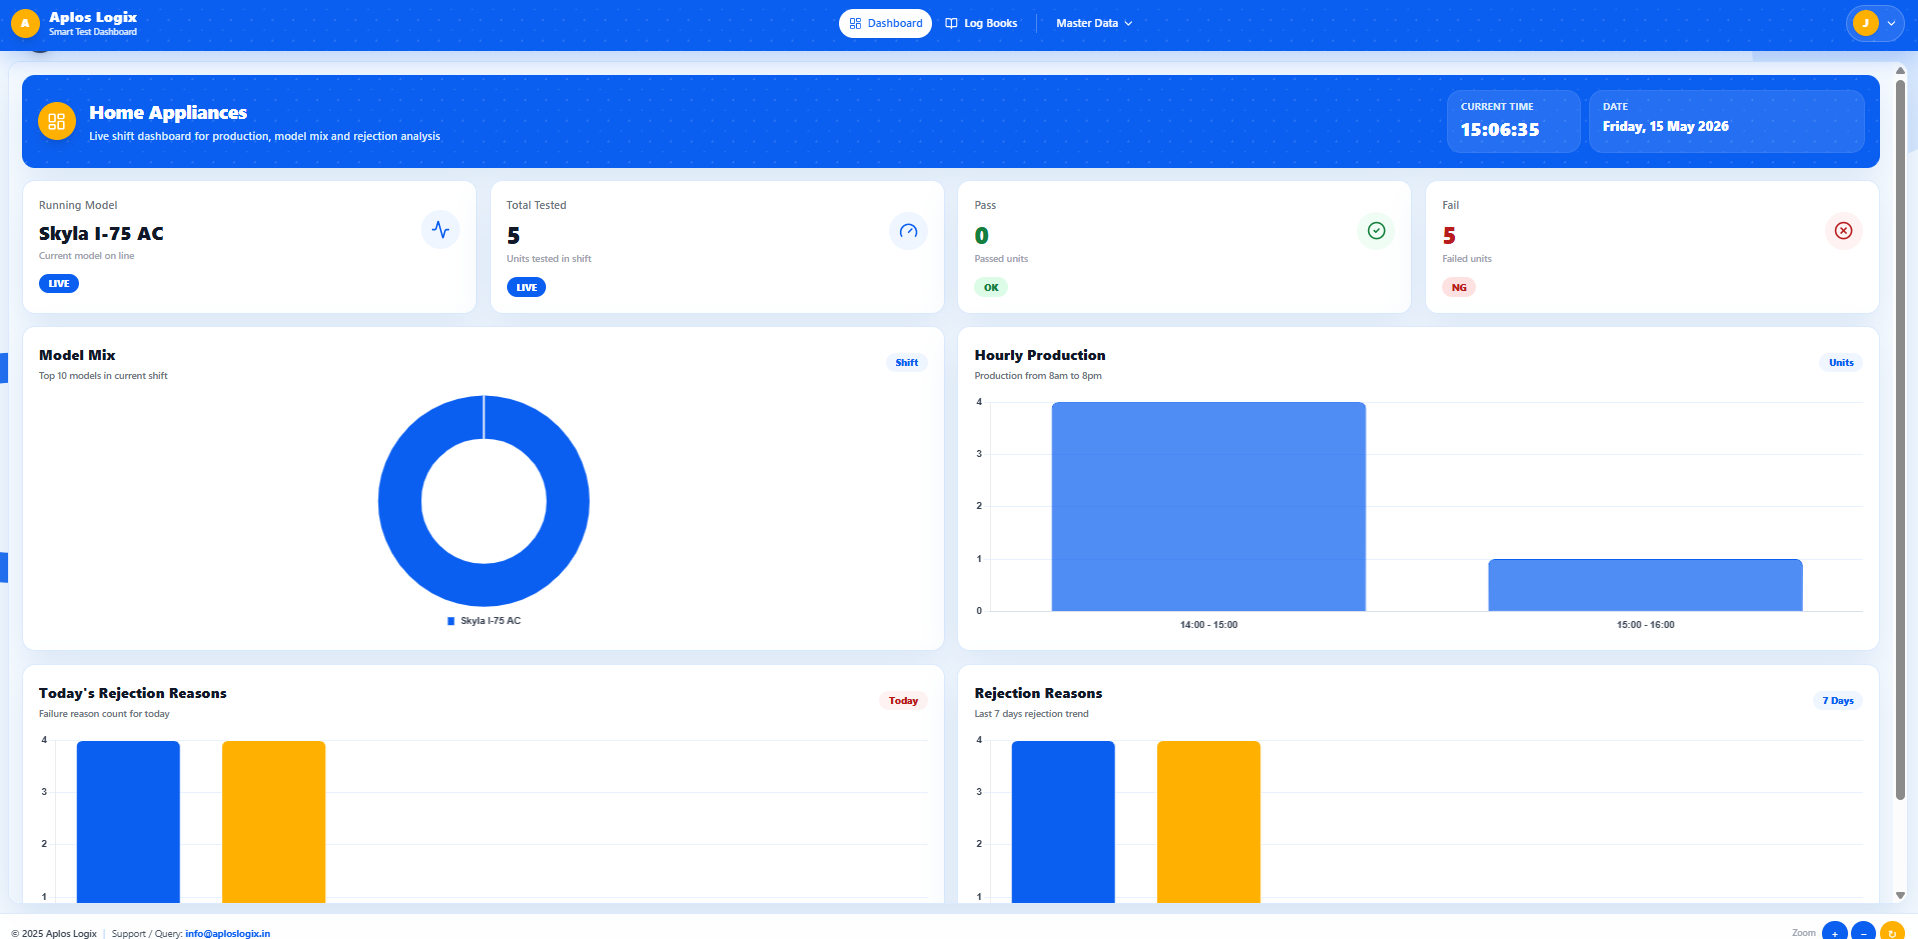 A
Aplos Logix
Smart Test Dashboard
Dashboard
Log Books
Master Data
J
Home Appliances
Live shift dashboard for production, model mix and rejection analysis
CURRENT TIME
15:06:35
DATE
Friday, 15 May 2026
Running Model
Skyla I-75 AC
Current model on line
LIVE
Total Tested
5
Units tested in shift
LIVE
Pass
0
Passed units
OK
Fail
5
Failed units
NG
Model Mix
Top 10 models in current shift
Shift
Skyla I-75 AC
Hourly Production
Production from 8am to 8pm
Units
4
3
2
1
0
14:00 - 15:00
15:00 - 16:00
Today's Rejection Reasons
Failure reason count for today
Today
4
3
2
1
Rejection Reasons
Last 7 days rejection trend
7 Days
4
3
2
1
© 2025 Aplos Logix | Support / Query: info@aploslogix.in
Zoom + − ↻